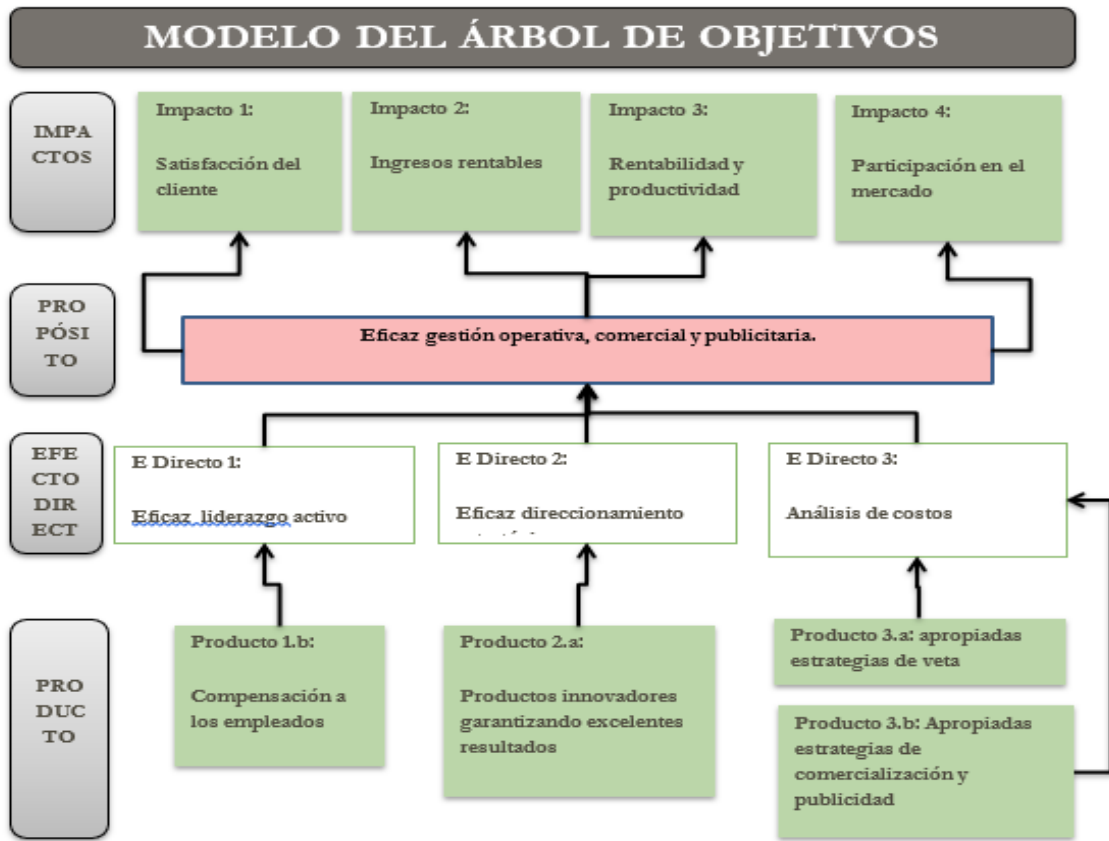 MODELO DEL ÁRBOL DE OBJETIVOS
IMPA
CTOS
Impacto 1:
Satisfacción del
cliente
Impacto 2:
Ingresos rentables
Impacto 3:
Rentabilidad y
productividad
Impacto 4:
Participación en el
mercado
PRO
PÓSI
TO
Eficaz gestión operativa, comercial y publicitaria.
EFE
CTO
DIR
ECT
E Directo 1:
Eficaz liderazgo activo
E Directo 2:
Eficaz direccionamiento
E Directo 3:
Análisis de costos
PRO
DUC
TO
Producto 1.b:
Compensación a
los empleados
Producto 2.a:
Productos innovadores
garantizando excelentes
resultados
Producto 3.a: apropiadas
estrategias de veta
Producto 3.b: Apropiadas
estrategias de
comercialización y
publicidad